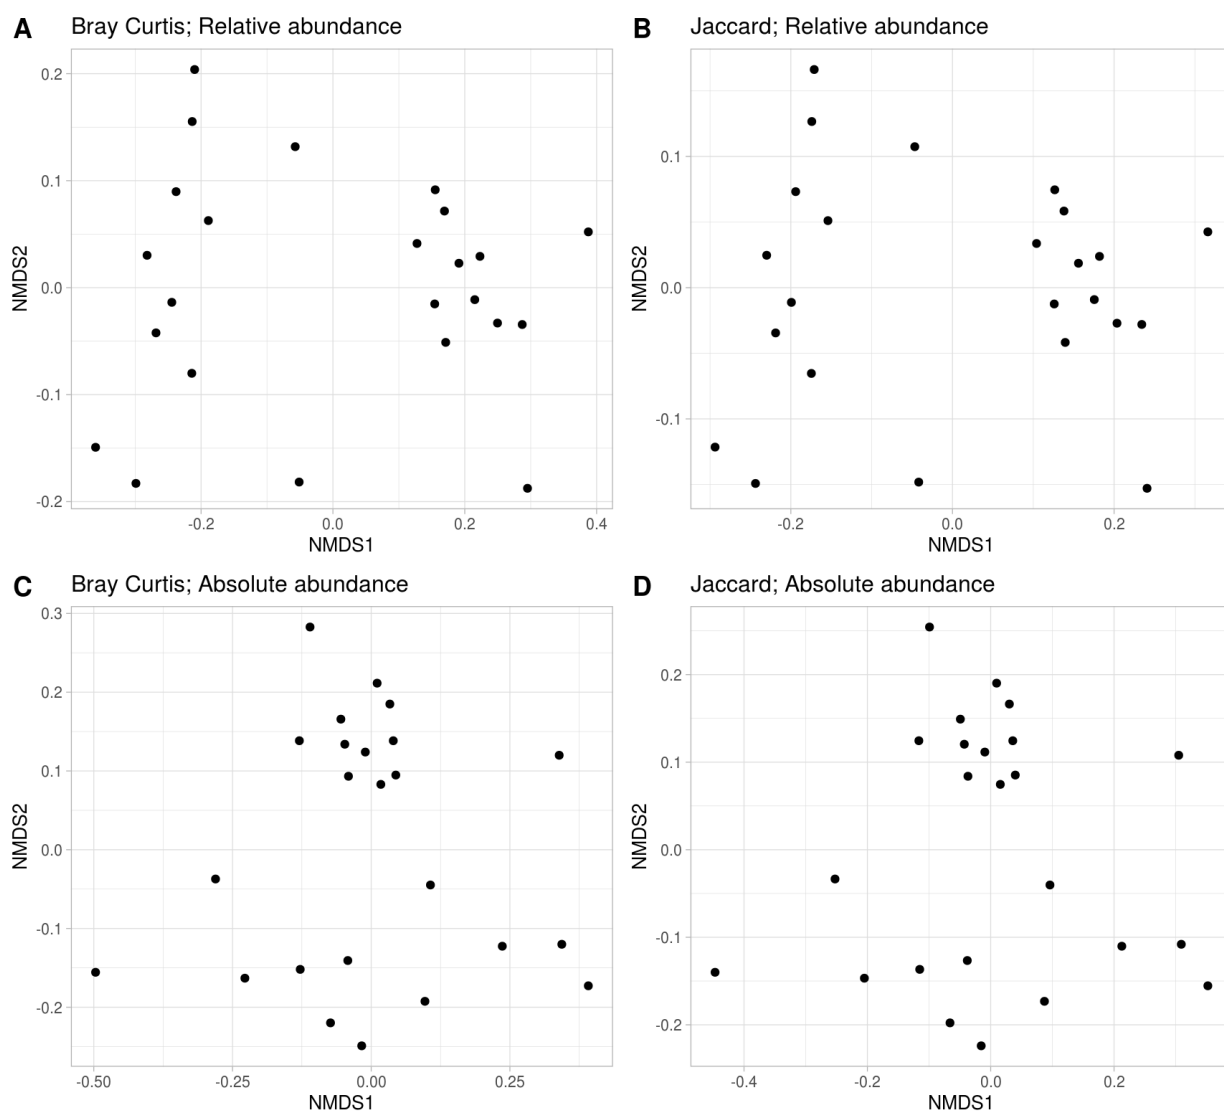 A Bray Curtis; Relative abundance
NMDS2
0.2
0.1
0.0
-0.1
-0.2
-0.2 0.0 0.2 0.4
NMDS1
B Jaccard; Relative abundance
NMDS2
0.1
0.0
-0.1
-0.2 0.0 0.2
NMDS1
C Bray Curtis; Absolute abundance
NMDS2
0.3
0.2
0.1
0.0
-0.1
-0.2
-0.50 -0.25 0.00 0.25
NMDS1
D Jaccard; Absolute abundance
NMDS2
0.2
0.1
0.0
-0.1
-0.2
-0.4 -0.2 0.0 0.2
NMDS1